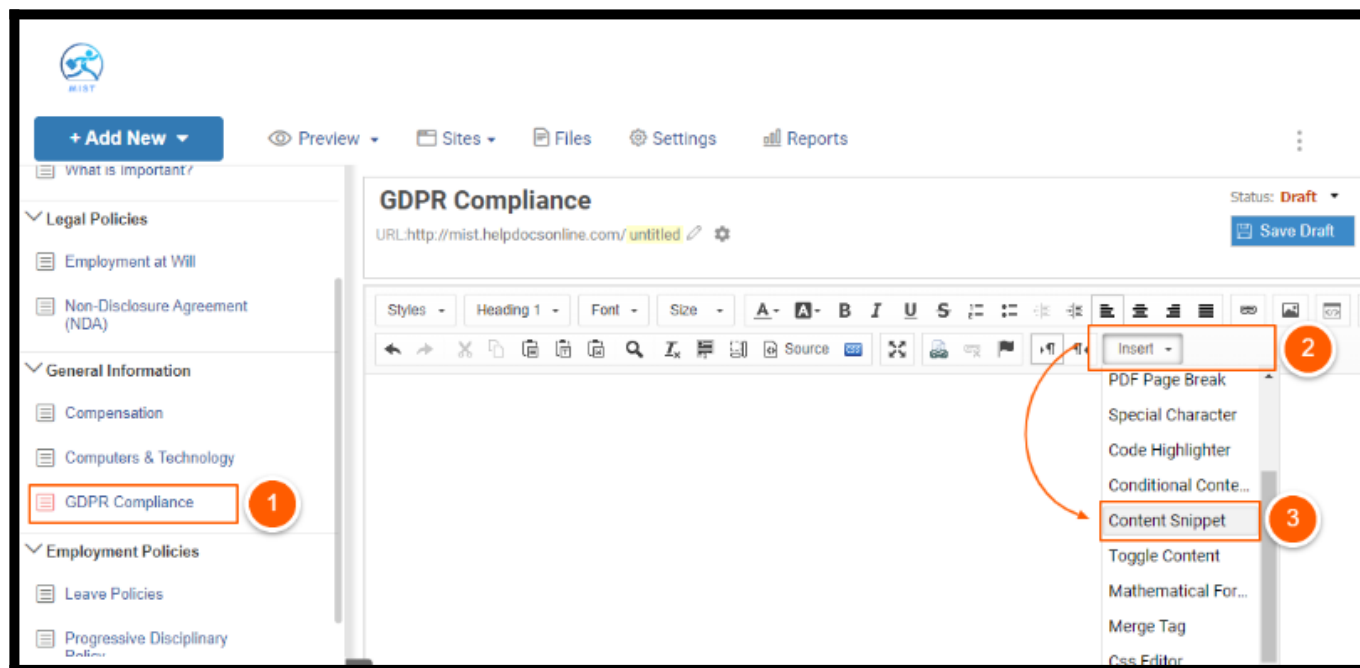 MIST
+ Add New
Preview
Sites
Files
Settings
Reports
What is Important?
Legal Policies
Employment at Will
Non-Disclosure Agreement
(NDA)
General Information
Compensation
Computers & Technology
GDPR Compliance
1
Employment Policies
Leave Policies
Progressive Disciplinary
Policy
GDPR Compliance
Status: Draft
URL:http://mist.helpdocsonline.com/ untitled
Save Draft
Styles Heading 1 Font Size A A B I U S
Source
Insert
2
PDF Page Break
Special Character
Code Highlighter
Conditional Conte...
Content Snippet
3
Toggle Content
Mathematical For...
Merge Tag
Css Editor